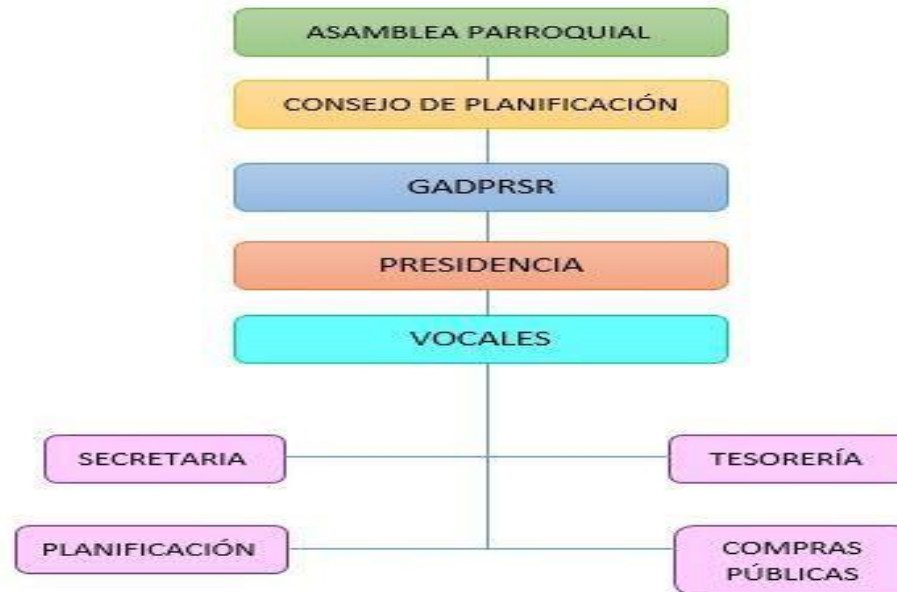 ASAMBLEA PARROQUIAL
CONSEJO DE PLANIFICACIÓN
GADPRSR
PRESIDENCIA
VOCALES
SECRETARIA
TESORERÍA
PLANIFICACIÓN
COMPRAS
PÚBLICAS